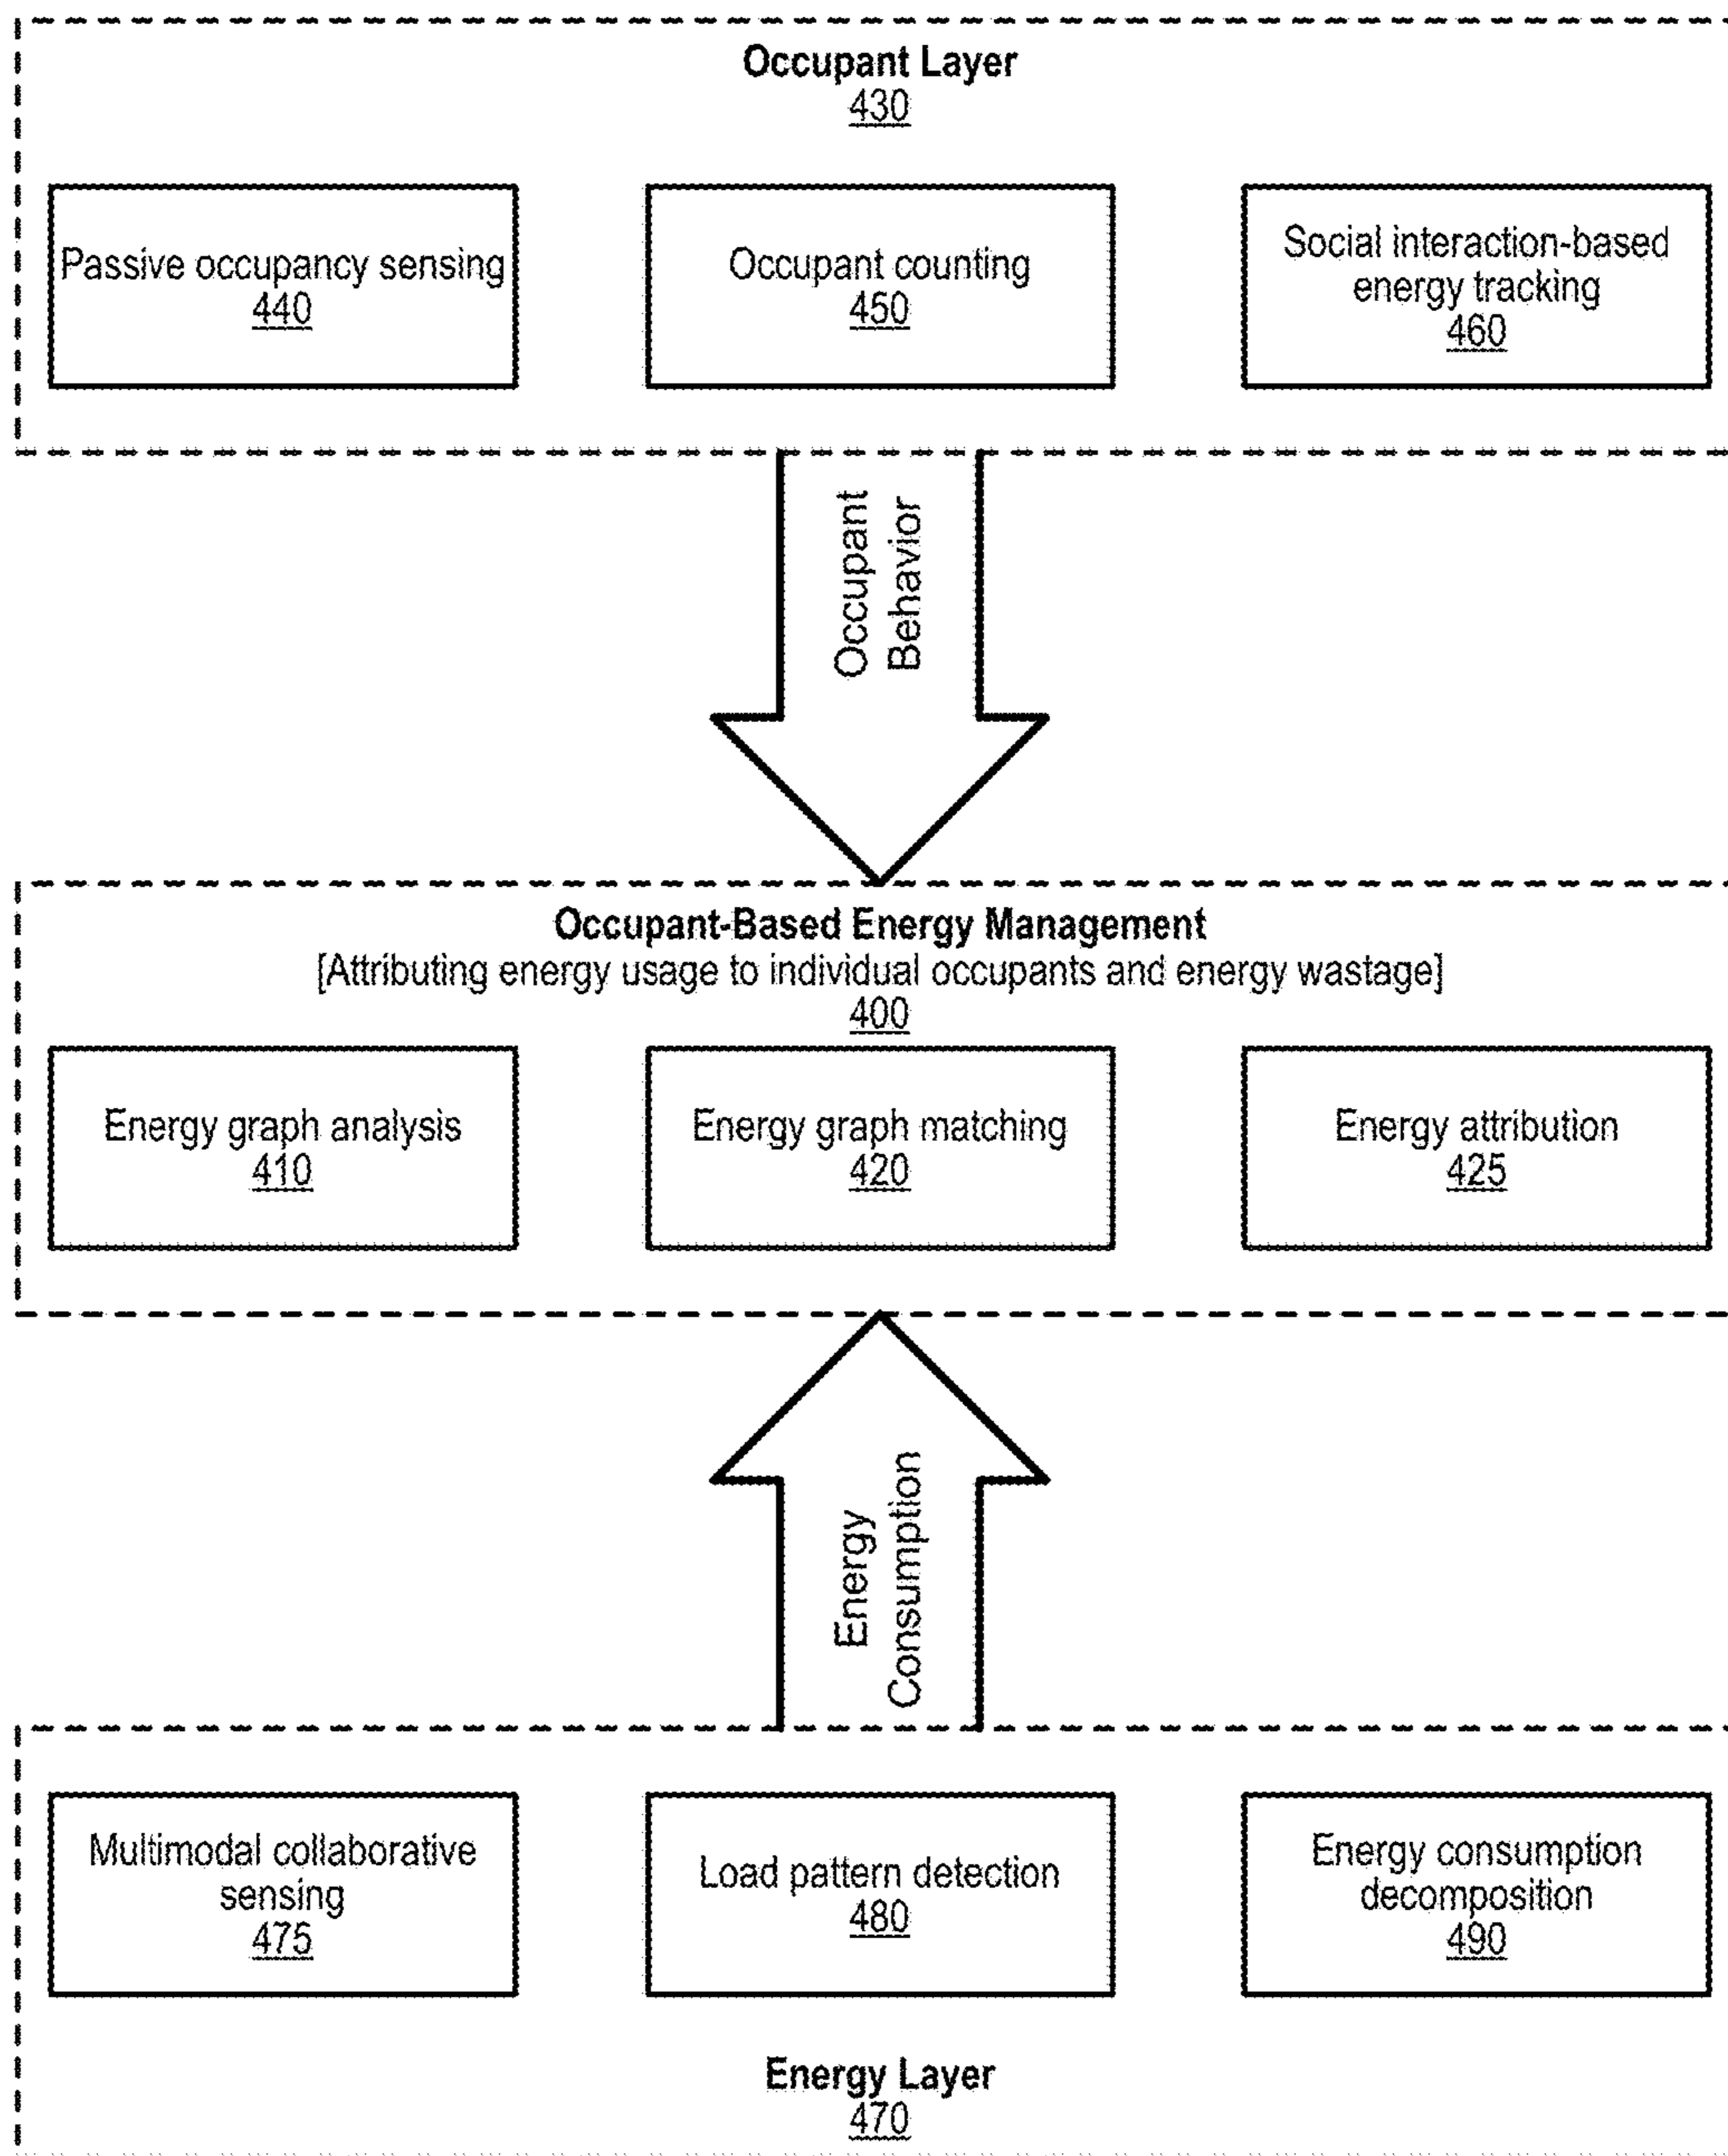 Occupant Layer
430
Passive occupancy sensing
440
Occupant counting
450
Social interaction-based
energy tracking
460
Occupant
Behavior
Occupant-Based Energy Management
[Attributing energy usage to individual occupants and energy wastage]
400
Energy graph analysis
410
Energy graph matching
420
Energy attribution
425
Energy
Consumption
Multimodal collaborative
sensing
475
Load pattern detection
480
Energy consumption
decomposition
490
Energy Layer
470